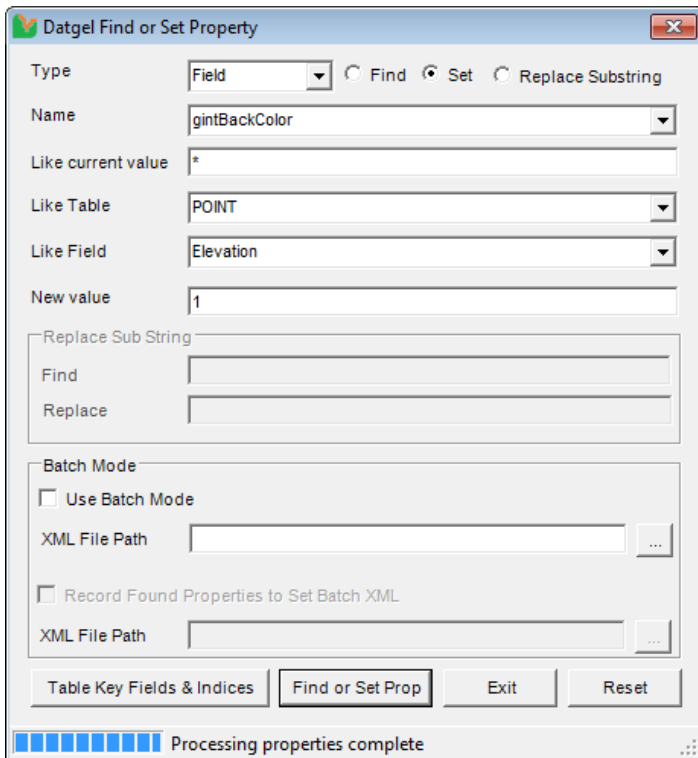 Datgel Find or Set Property
Type Field Find Set Replace Substring
Name gintBackColor
Like current value *
Like Table POINT
Like Field Elevation
New value 1
Replace Sub String
Find
Replace
Batch Mode
Use Batch Mode
XML File Path ...
Record Found Properties to Set Batch XML
XML File Path ...
Table Key Fields & Indices Find or Set Prop Exit Reset
Processing properties complete